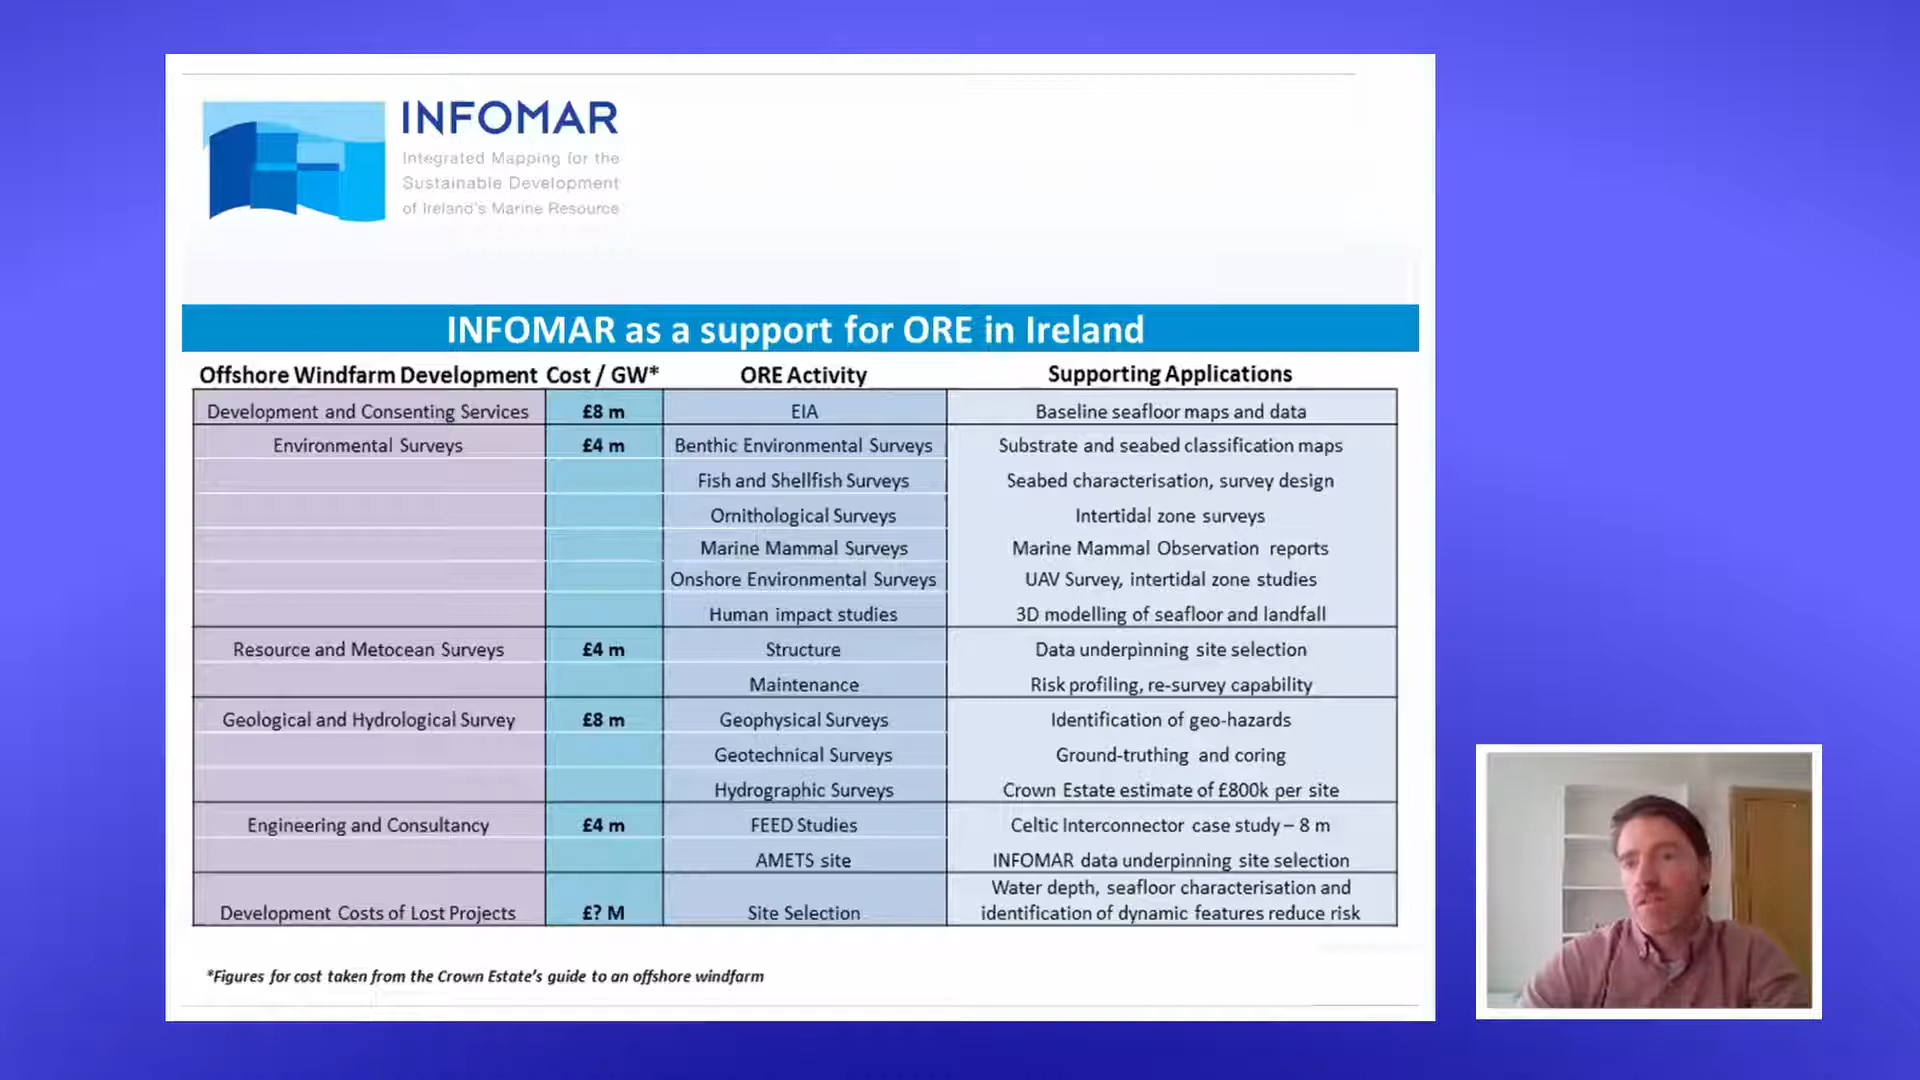 INFOMAR
Integrated Mapping for the
Sustainable Development
of Ireland's Marine Resource
INFOMAR as a support for ORE in Ireland
Offshore Windfarm Development Cost / GW* ORE Activity Supporting Applications
Development and Consenting Services £8 m EIA Baseline seafloor maps and data
Environmental Surveys £4 m Benthic Environmental Surveys Substrate and seabed classification maps
Fish and Shellfish Surveys Seabed characterisation, survey design
Ornithological Surveys Intertidal zone surveys
Marine Mammal Surveys Marine Mammal Observation reports
Onshore Environmental Surveys UAV Survey, intertidal zone studies
Human impact studies 3D modelling of seafloor and landfall
Resource and Metocean Surveys £4 m Structure Data underpinning site selection
Maintenance Risk profiling, re-survey capability
Geological and Hydrological Survey £8 m Geophysical Surveys Identification of geo-hazards
Geotechnical Surveys Ground-truthing and coring
Hydrographic Surveys Crown Estate estimate of £800k per site
Engineering and Consultancy £4 m FEED Studies Celtic Interconnector case study – 8 m
AMETS site INFOMAR data underpinning site selection
Water depth, seafloor characterisation and
Development Costs of Lost Projects £? M Site Selection identification of dynamic features reduce risk
*Figures for cost taken from the Crown Estate's guide to an offshore windfarm